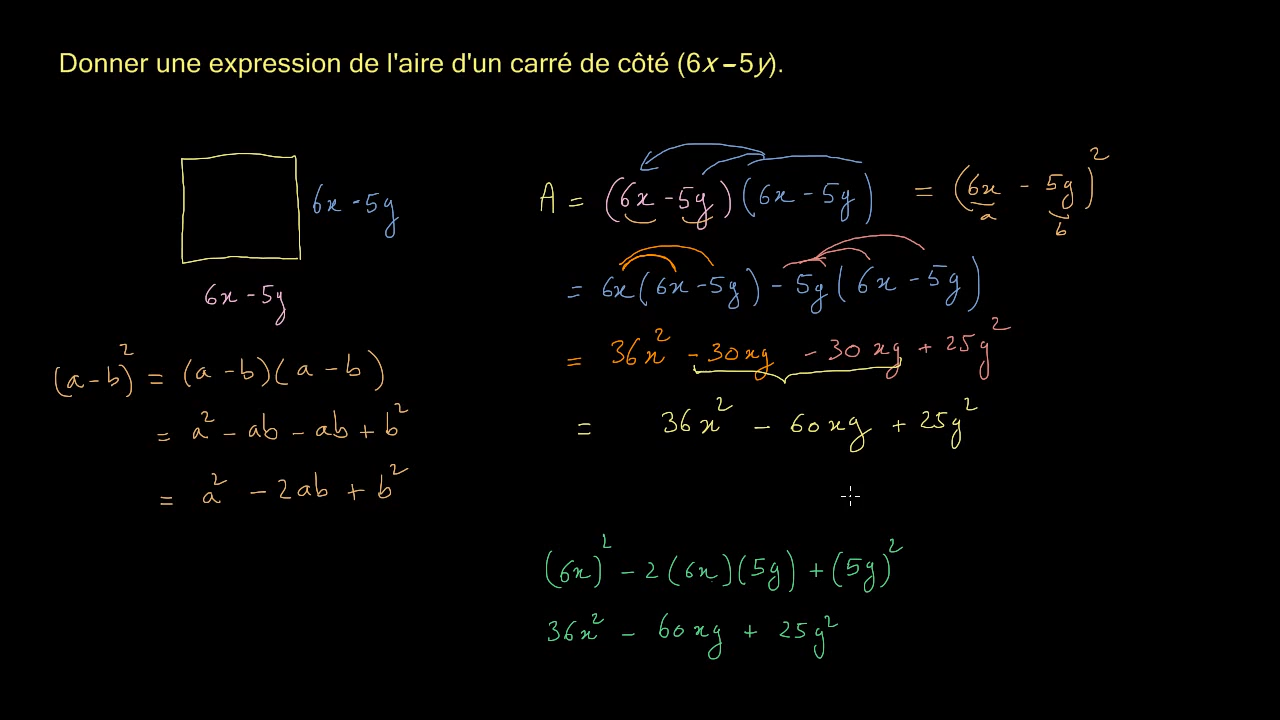 Donner une expression de l'aire d'un carré de côté (6x – 5y).
6x - 5y
6x - 5y
(a - b)² = (a - b)(a - b)
= a² - ab - ab + b²
= a² - 2ab + b²
A = (6x - 5y)(6x - 5y) = (6x - 5y)²
a
b
= 6x(6x - 5y) - 5y(6x - 5y)
= 36x² - 30xy - 30xy + 25y²
= 36x² - 60xy + 25y²
(6x)² - 2(6x)(5y) + (5y)²
36x² - 60xy + 25y²